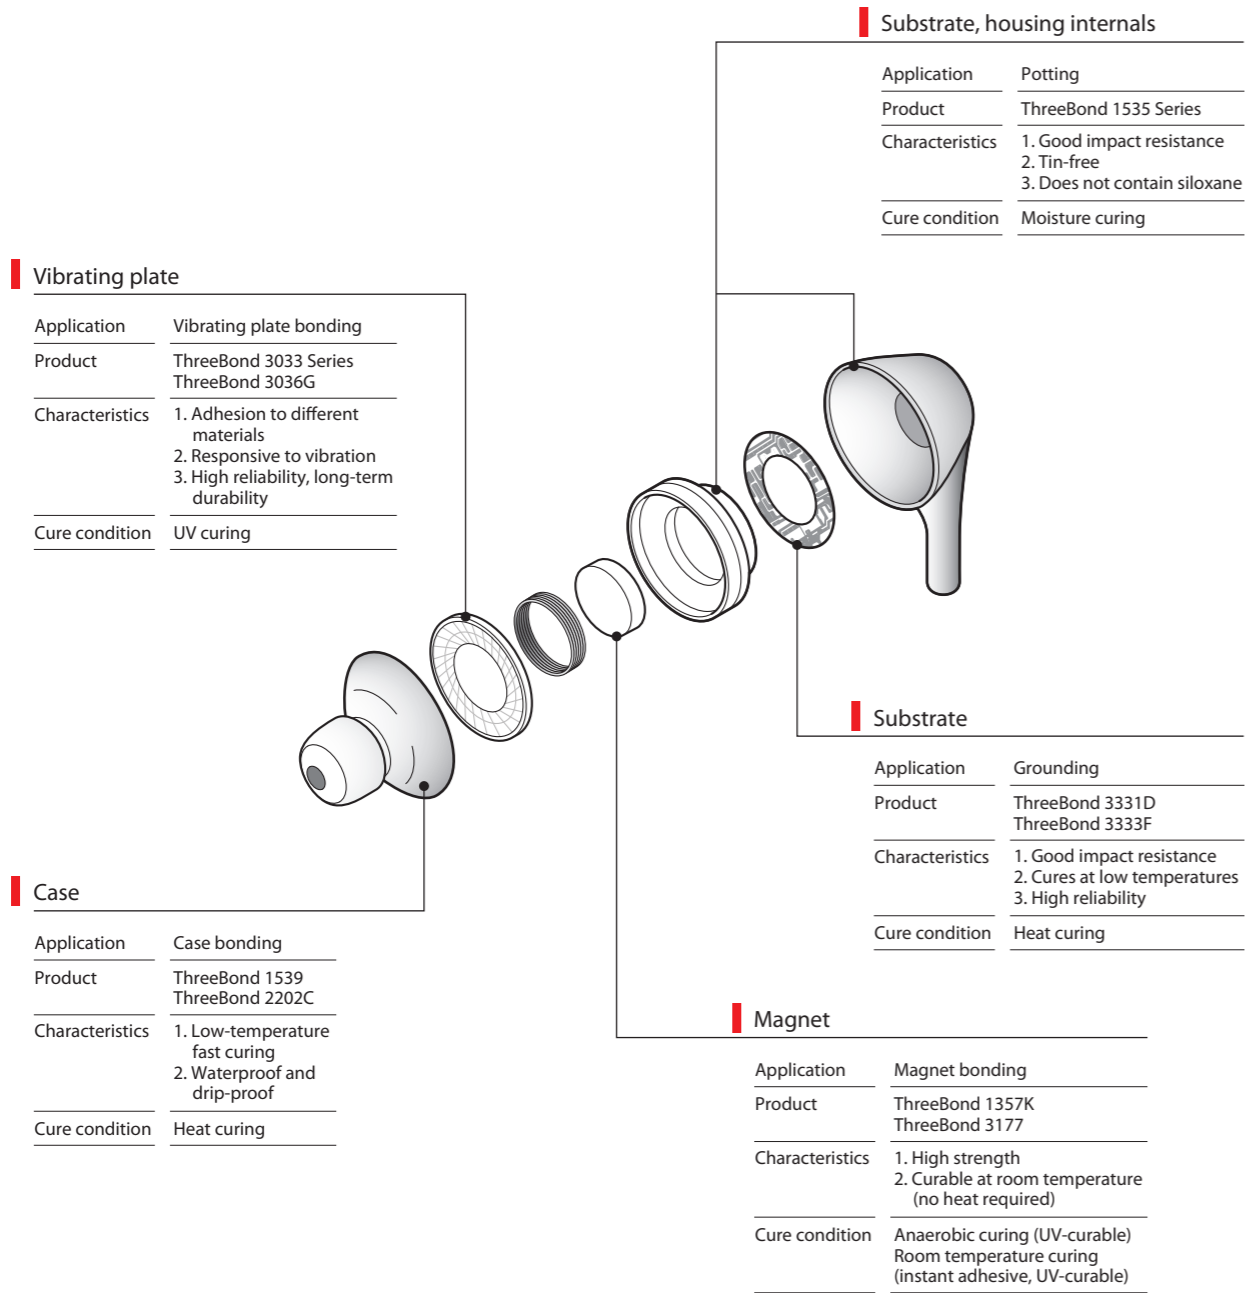 Substrate, housing internals
Application Potting
Product ThreeBond 1535 Series
Characteristics 1. Good impact resistance
2. Tin-free
3. Does not contain siloxane
Cure condition Moisture curing
Vibrating plate
Application Vibrating plate bonding
Product ThreeBond 3033 Series
ThreeBond 3036G
Characteristics 1. Adhesion to different
materials
2. Responsive to vibration
3. High reliability, long-term
durability
Cure condition UV curing
Substrate
Application Grounding
Product ThreeBond 3331D
ThreeBond 3333F
Characteristics 1. Good impact resistance
2. Cures at low temperatures
3. High reliability
Cure condition Heat curing
Case
Application Case bonding
Product ThreeBond 1539
ThreeBond 2202C
Characteristics 1. Low-temperature
fast curing
2. Waterproof and
drip-proof
Cure condition Heat curing
Magnet
Application Magnet bonding
Product ThreeBond 1357K
ThreeBond 3177
Characteristics 1. High strength
2. Curable at room temperature
(no heat required)
Cure condition Anaerobic curing (UV-curable)
Room temperature curing
(instant adhesive, UV-curable)